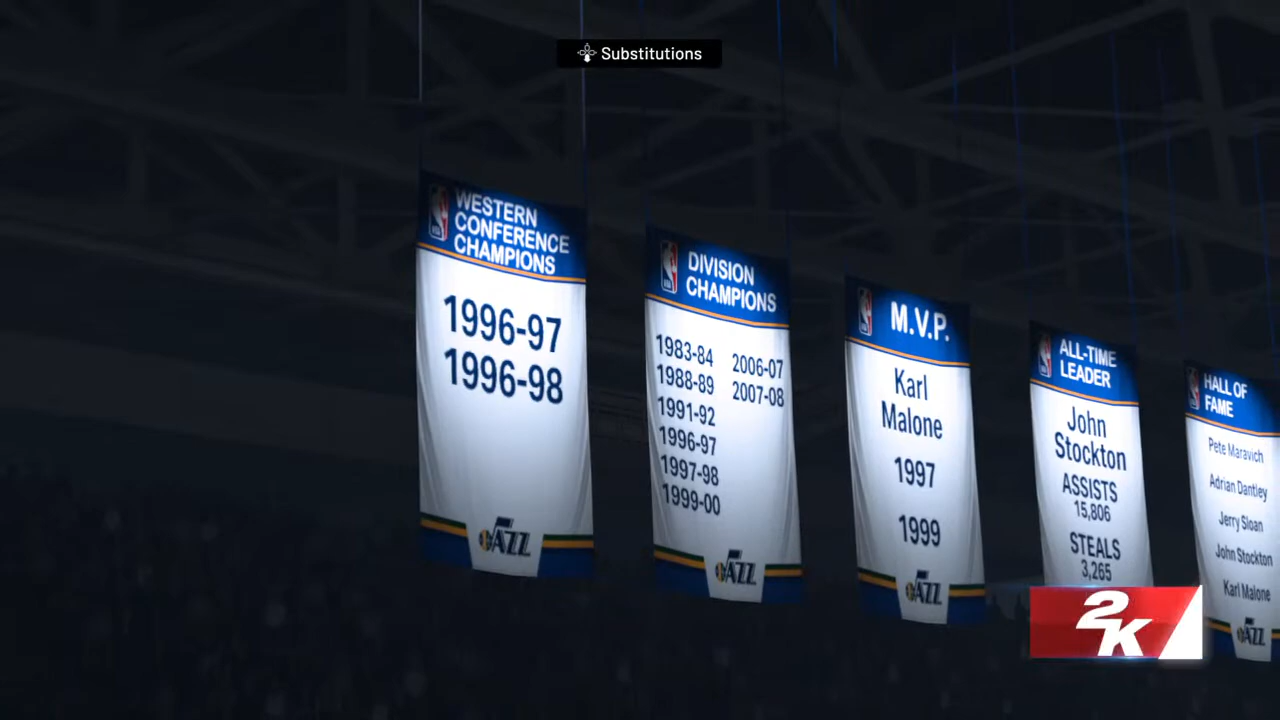 Substitutions
WESTERN
CONFERENCE
CHAMPIONS
1996-97
1996-98
JAZZ
DIVISION
CHAMPIONS
1983-84 2006-07
1988-89 2007-08
1991-92
1996-97
1997-98
1999-00
JAZZ
M.V.P.
Karl
Malone
1997
1999
JAZZ
ALL-TIME
LEADER
John
Stockton
ASSISTS
15,806
STEALS
3,265
HALL OF
FAME
Pete Maravich
Adrian Dantley
Jerry Sloan
John Stockton
Karl Malone
JAZZ
2K